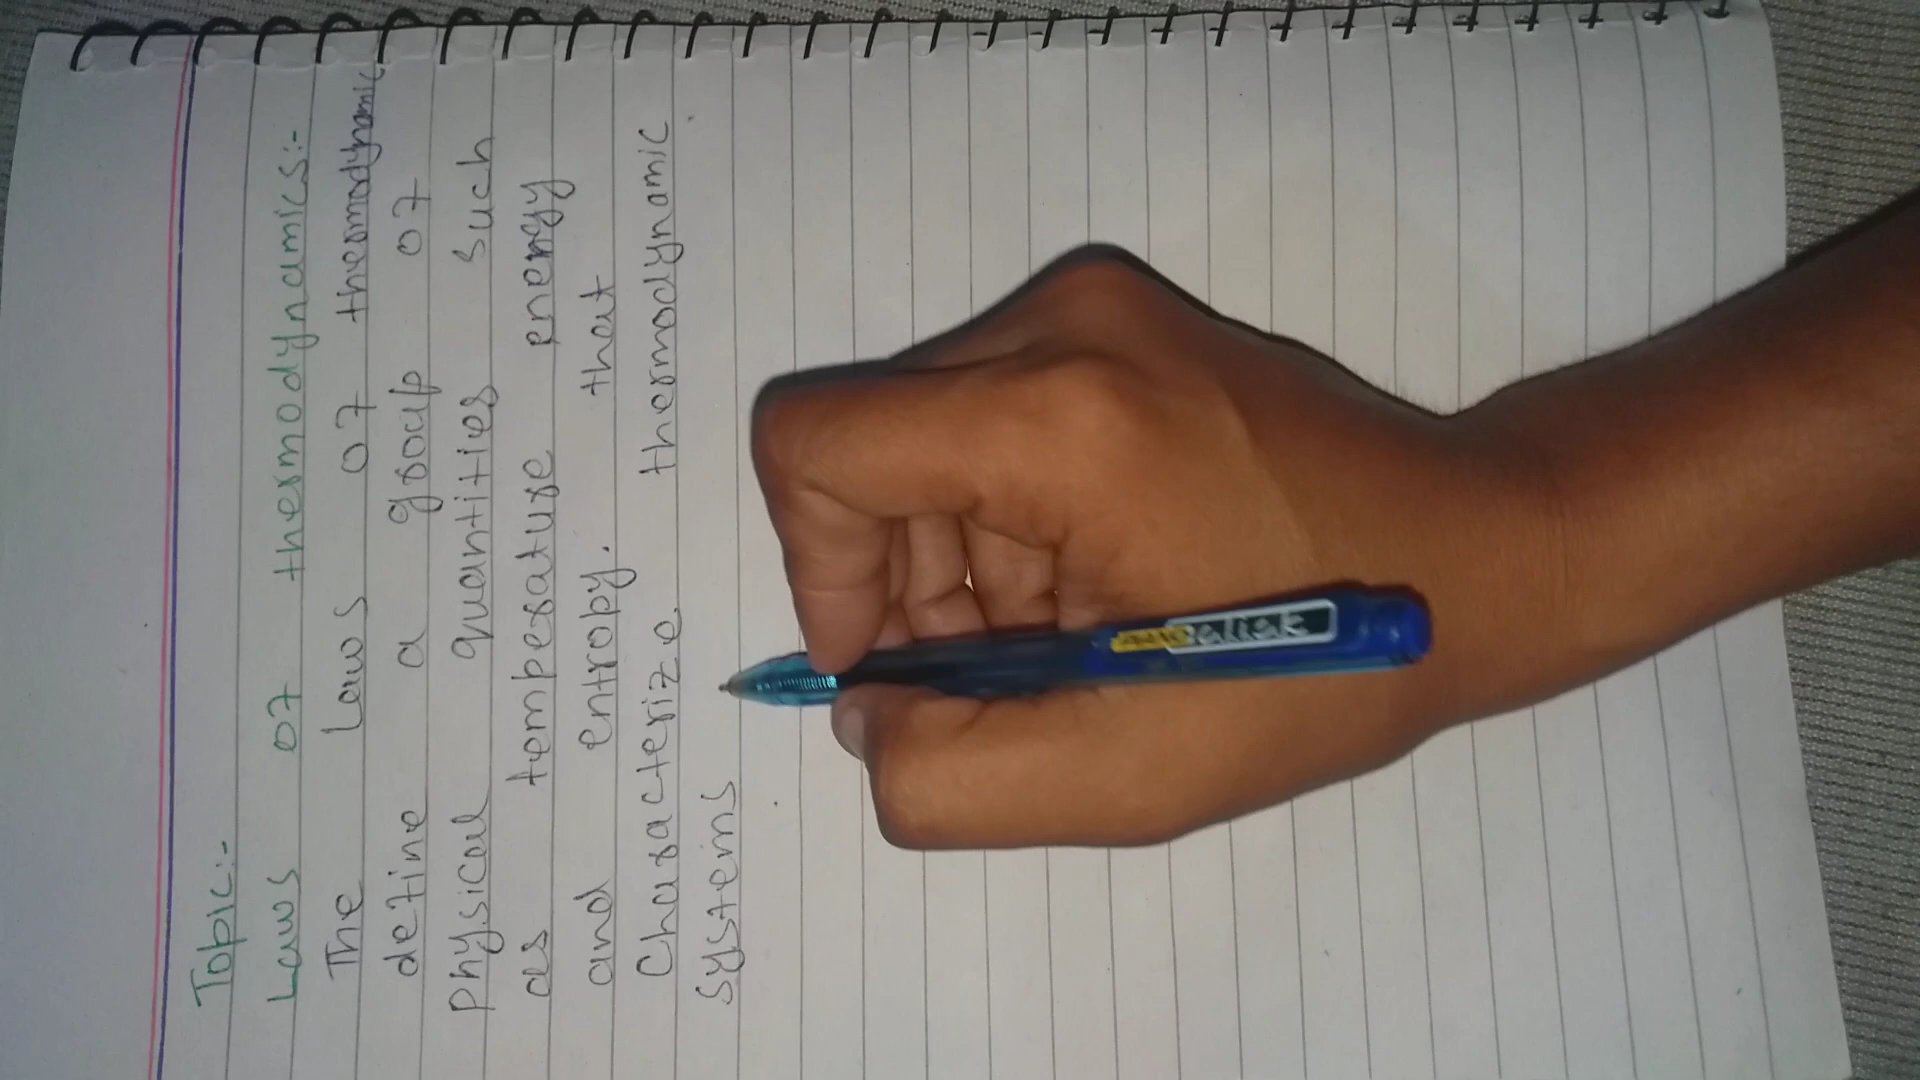 Topic:-
Laws of thermodynamics:-
The laws of thermodynamic
define a group of
physical quantities such
as temperature energy
and entropy. that
Characterize thermodynamic
systems